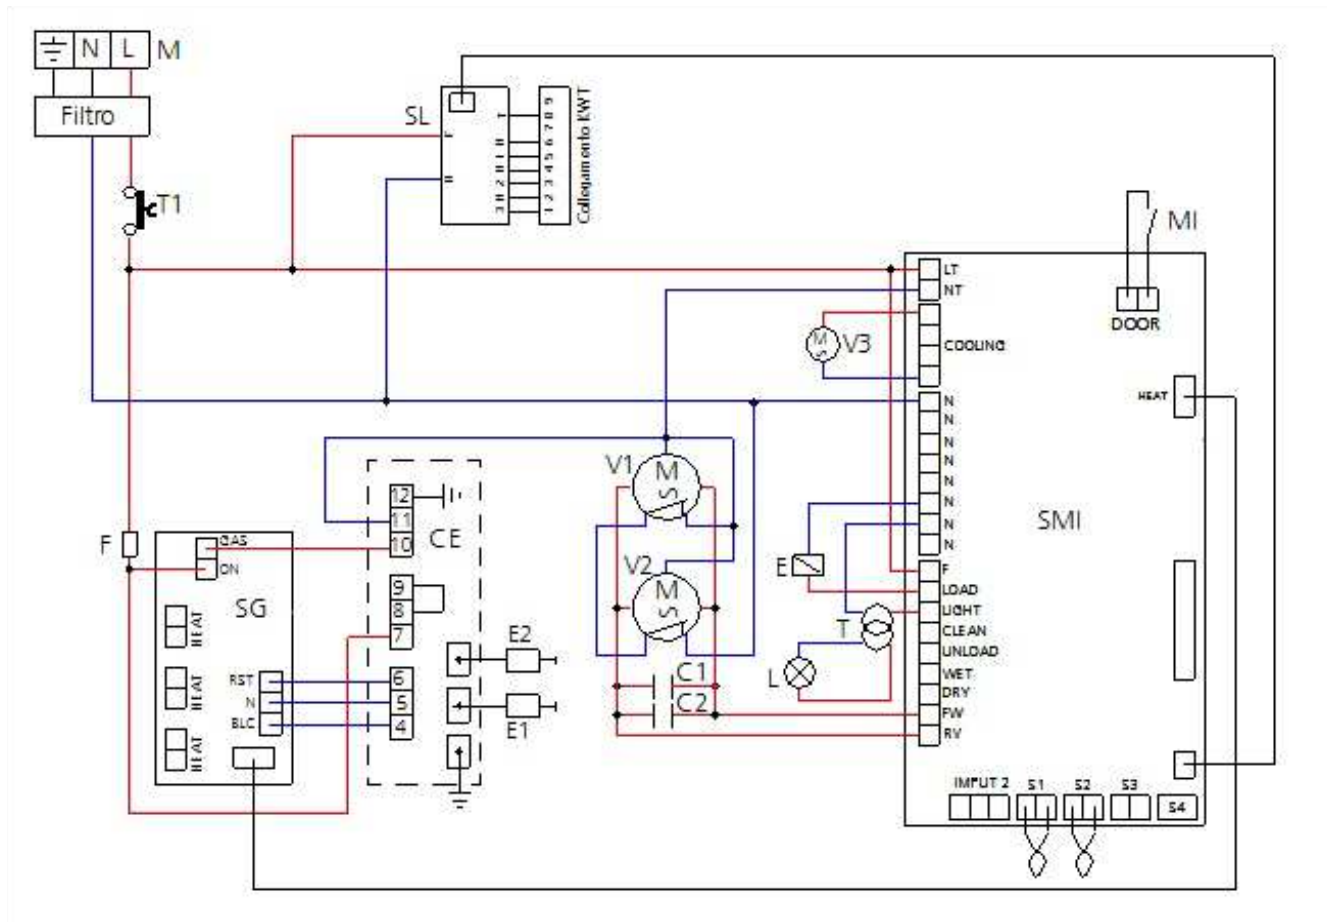 N L M
Filtro
SL
F
N
T
N
H 1
H 2
H 3
1 2 3 4 5 6 7 8 9
Collegamento KWT
T1
MI
DOOR
LT
NT
V3
M
S
COOLING
HEAT
N
N
N
N
N
N
N
N
SMI
V1
M
S
V2
M
S
12
11
10
CE
9
8
7
6
5
4
F
GAS
ON
SG
HEAT
HEAT
HEAT
RST
N
BLC
E2
E1
E
T
L
C1
C2
F
LOAD
LIGHT
CLEAN
UNLOAD
WET
DRY
FW
RV
IMPUT 2
S1
S2
S3
S4